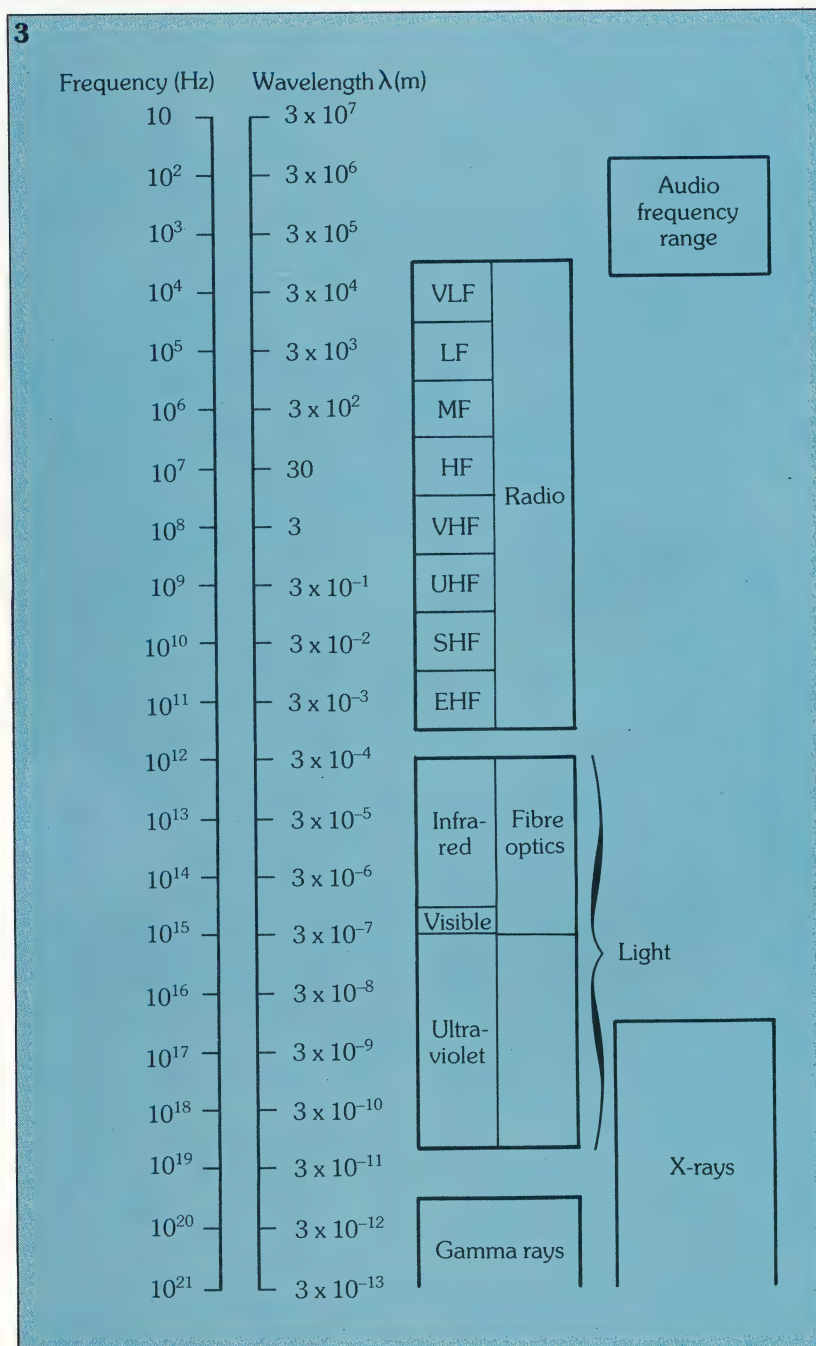 3
Frequency (Hz) Wavelength λ(m)
10 3 x 10⁷
10² 3 x 10⁶
10³ 3 x 10⁵
10⁴ 3 x 10⁴
10⁵ 3 x 10³
10⁶ 3 x 10²
10⁷ 30
10⁸ 3
10⁹ 3 x 10⁻¹
10¹⁰ 3 x 10⁻²
10¹¹ 3 x 10⁻³
10¹² 3 x 10⁻⁴
10¹³ 3 x 10⁻⁵
10¹⁴ 3 x 10⁻⁶
10¹⁵ 3 x 10⁻⁷
10¹⁶ 3 x 10⁻⁸
10¹⁷ 3 x 10⁻⁹
10¹⁸ 3 x 10⁻¹⁰
10¹⁹ 3 x 10⁻¹¹
10²⁰ 3 x 10⁻¹²
10²¹ 3 x 10⁻¹³
Audio
frequency
range
VLF
LF
MF
HF
VHF
UHF
SHF
EHF
Radio
Infra-
red
Fibre
optics
Visible
Ultra-
violet
Light
X-rays
Gamma rays